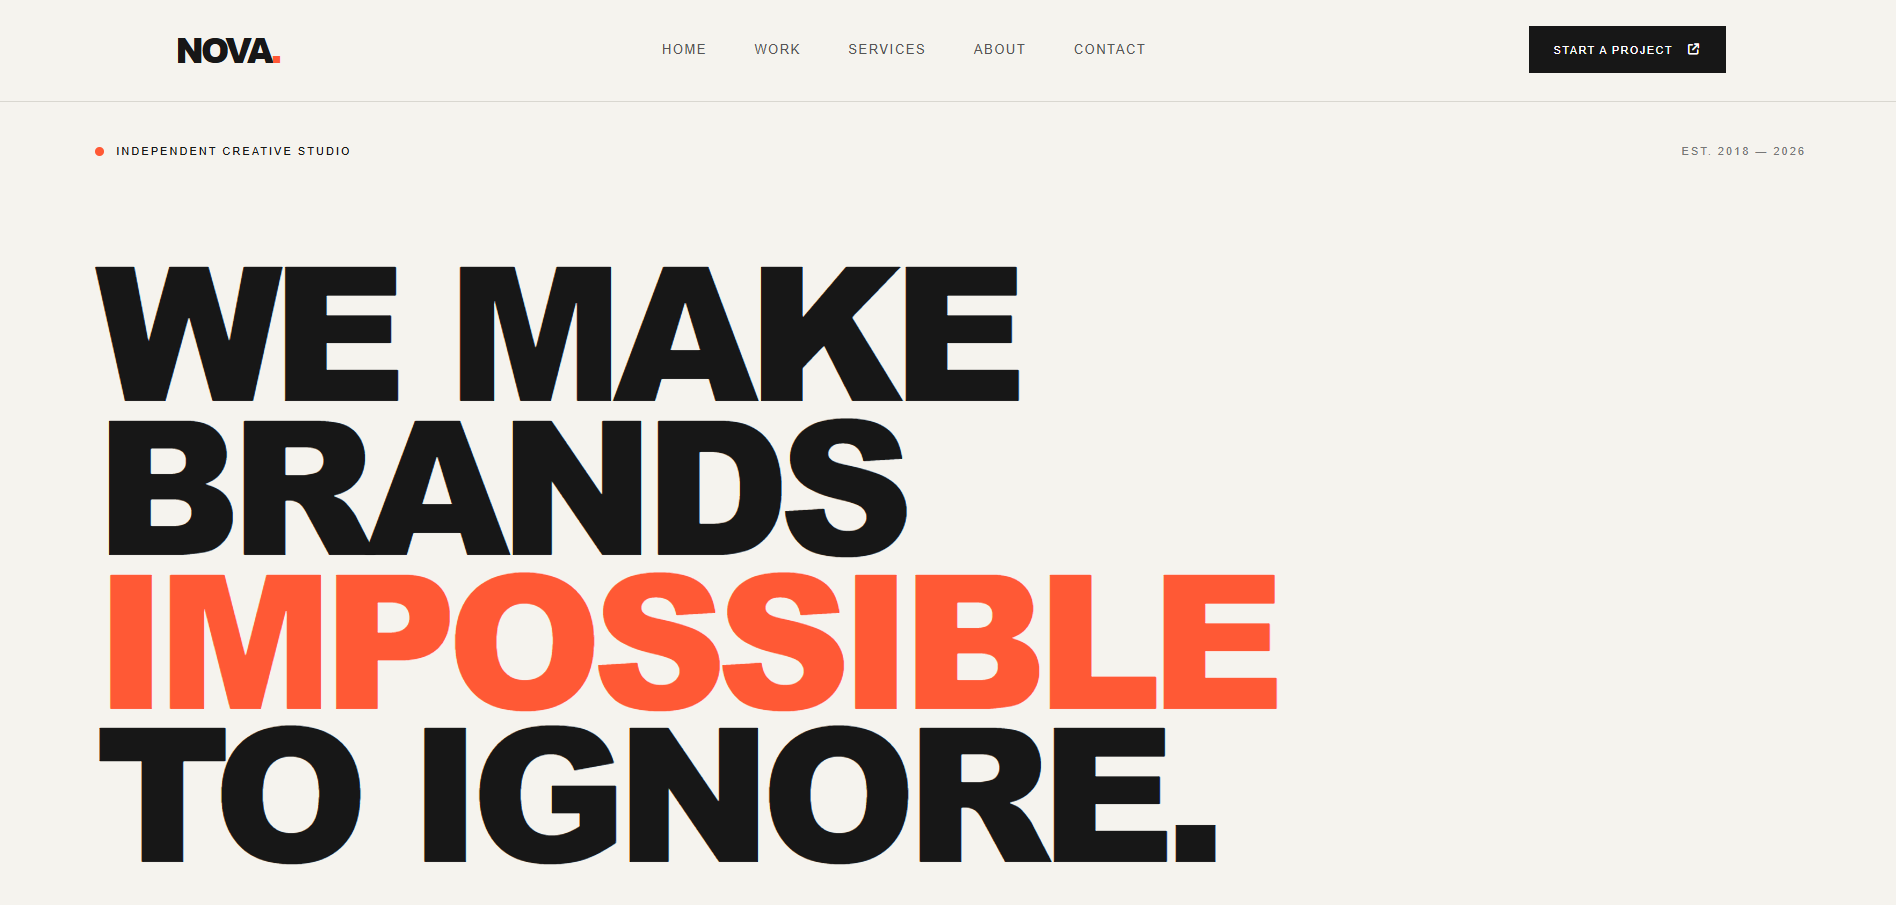 NOVA.
HOME
WORK
SERVICES
ABOUT
CONTACT
START A PROJECT
INDEPENDENT CREATIVE STUDIO
EST. 2018 — 2026
WE MAKE
BRANDS
IMPOSSIBLE
TO IGNORE.